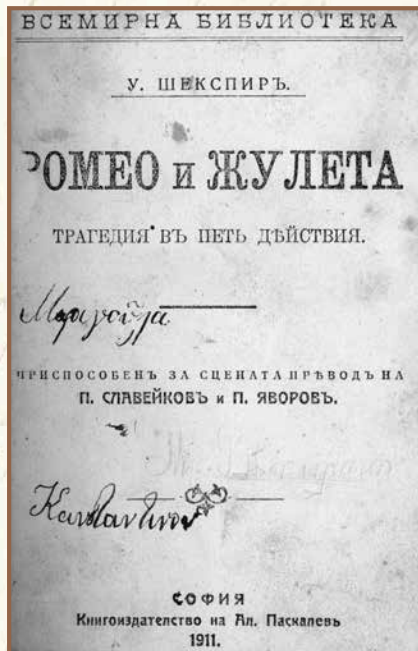 ВСЕМИРНА БИБЛИОТЕКА
У. ШЕКСПИРЪ.
РОМЕО и ЖУЛЕТА
ТРАГЕДИЯ ВЪ ПЕТЬ ДѢЙСТВИЯ.
ПРИСПОСОБЕНЪ ЗА СЦЕНАТА ПРѢВОДЪ НА
П. СЛАВЕЙКОВЪ и П. ЯВОРОВЪ.
Konstantinov
СОФИЯ
Книгоиздателство на Ал. Паскалевъ
1911.